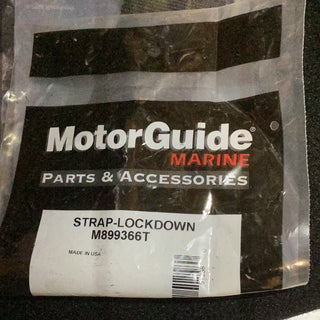 MotorGuide®
MARINE
PARTS & ACCESSORIES
STRAP-LOCKDOWN
M899366T
MADE IN USA